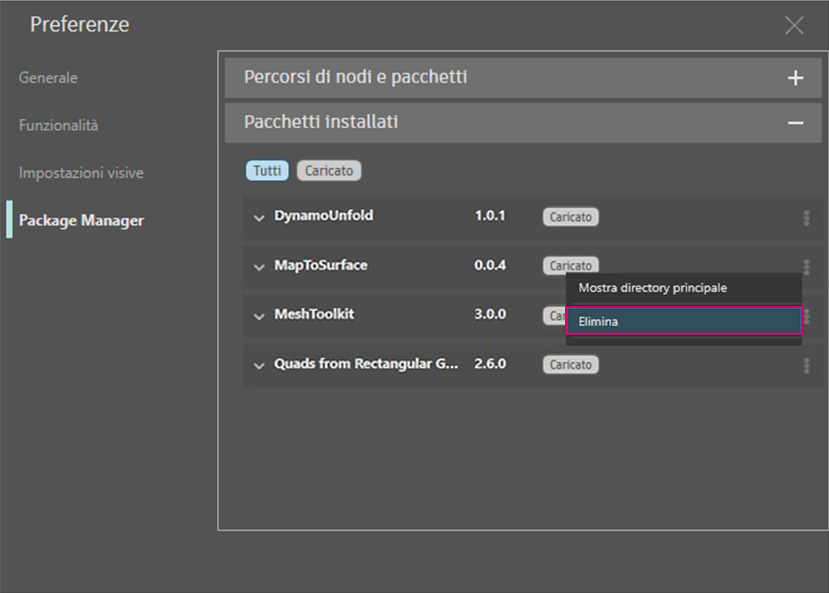 Preferenze
Generale
Funzionalità
Impostazioni visive
Package Manager
Percorsi di nodi e pacchetti
Pacchetti installati
Tutti Caricato
DynamoUnfold 1.0.1 Caricato
MapToSurface 0.0.4 Caricato
Mostra directory principale
MeshToolkit 3.0.0 Car
Elimina
Quads from Rectangular G... 2.6.0 Caricato